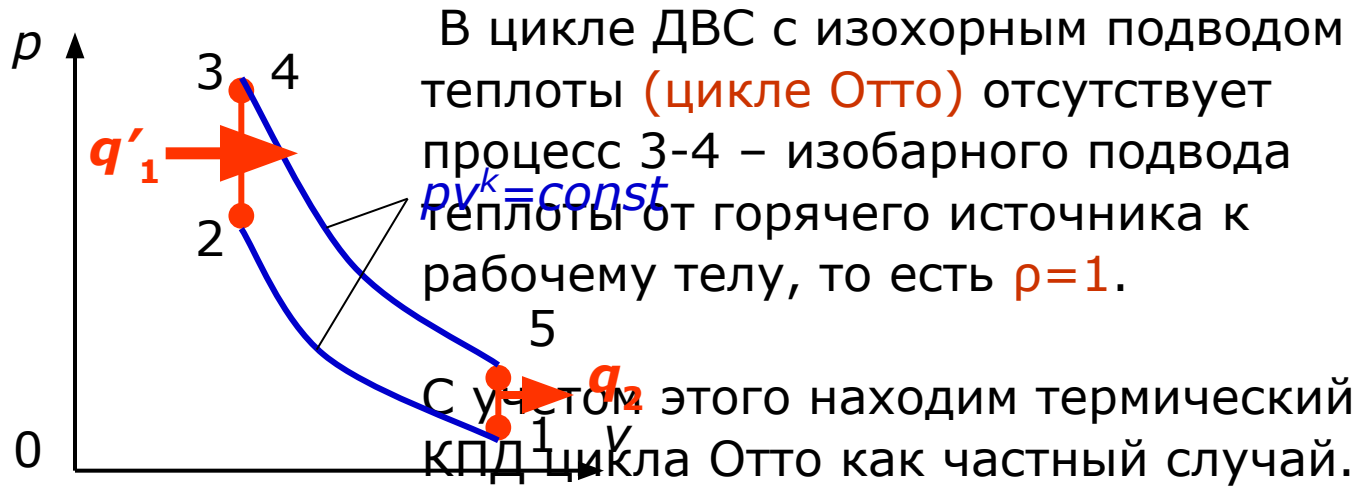 p
3 4
q′1
2
0
pv^k=const
5
q2
1
v
В цикле ДВС с изохорным подводом
теплоты (цикле Отто) отсутствует
процесс 3-4 – изобарного подвода
теплоты от горячего источника к
рабочему телу, то есть ρ=1.
С учетом этого находим термический
КПД цикла Отто как частный случай.